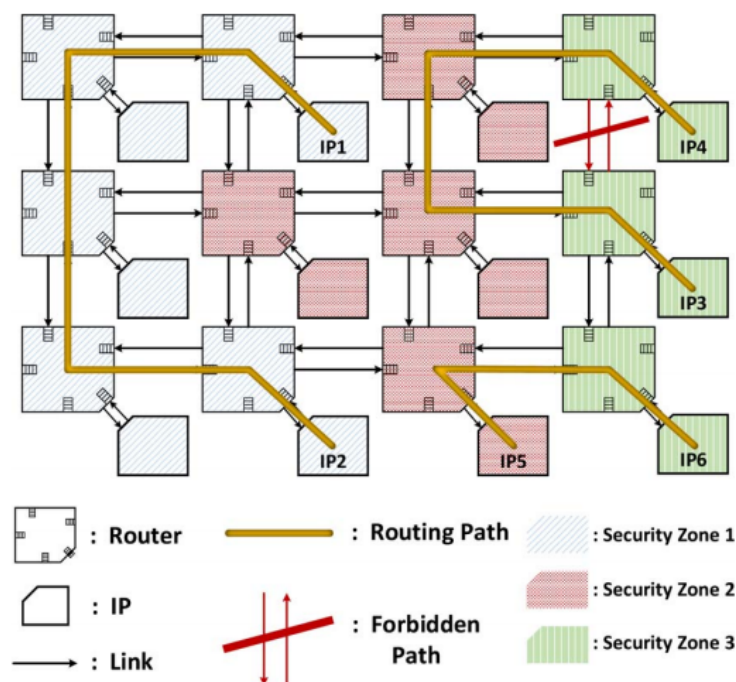 IP1
IP4
IP3
IP2
IP5
IP6
: Router
: Routing Path
: Security Zone 1
: IP
: Forbidden
Path
: Security Zone 2
: Link
: Security Zone 3